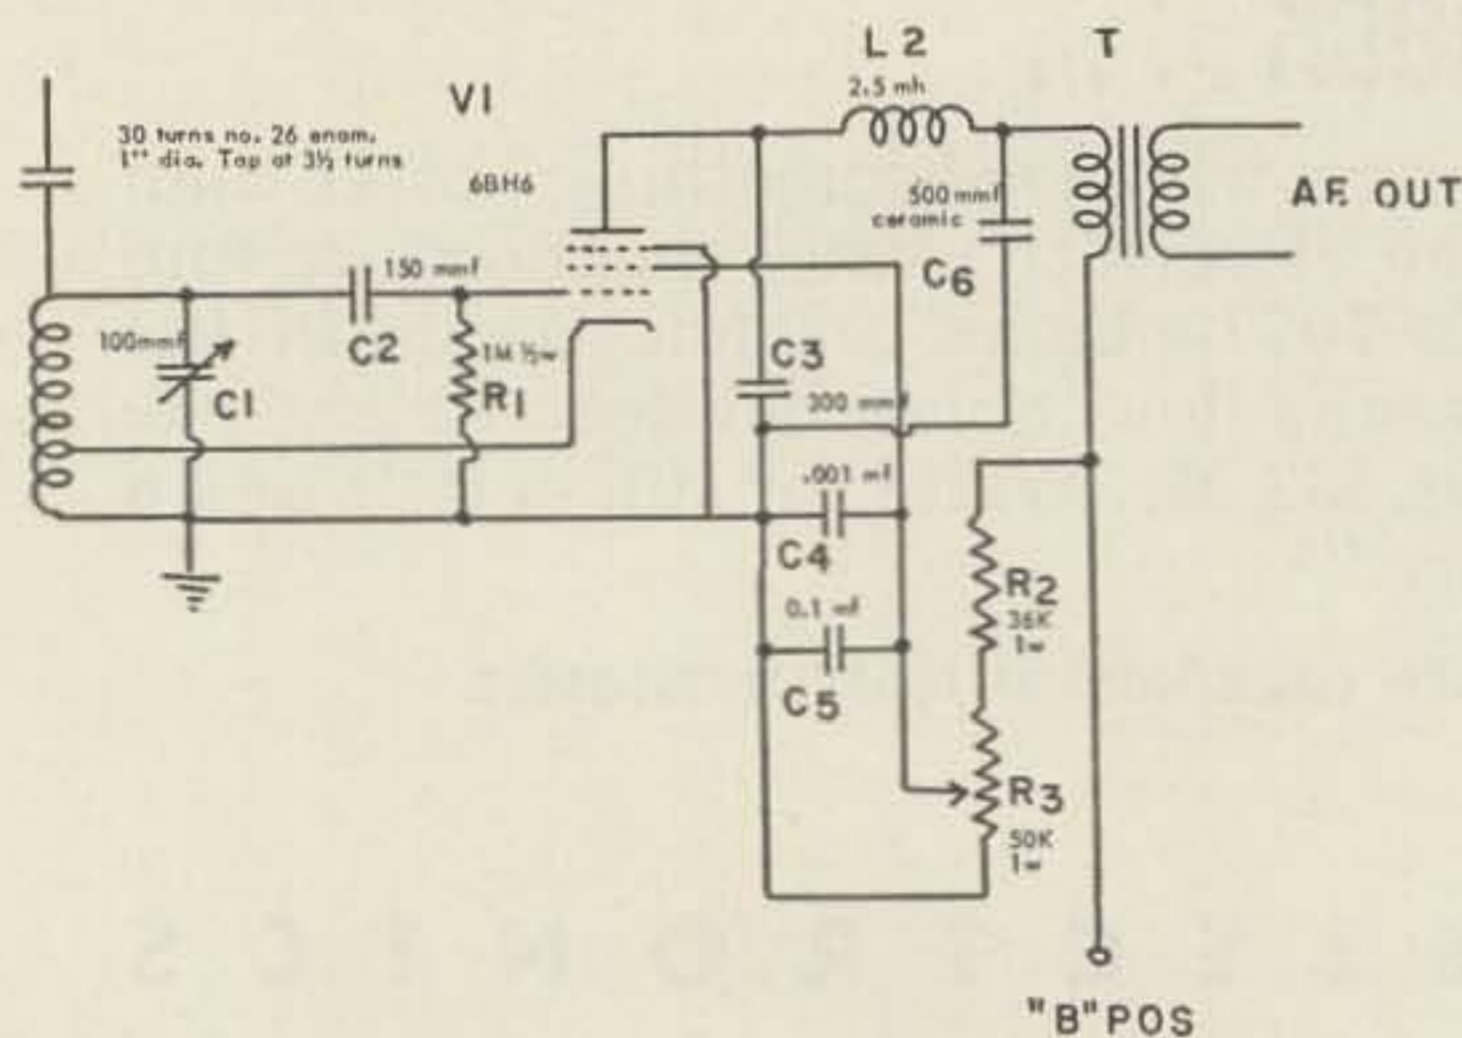 L 2
T
2.5 mh
V1
30 turns no. 26 enam.
1" dia. Tap at 3½ turns
6BH6
500 mmf
ceramic
AF. OUT
C6
150 mmf
100mmf
C2
1M ½w
R1
C1
C3
300 mmf
.001 mf
C4
R2
36K
1w
0.1 mf
C5
R3
50K
1w
"B" POS